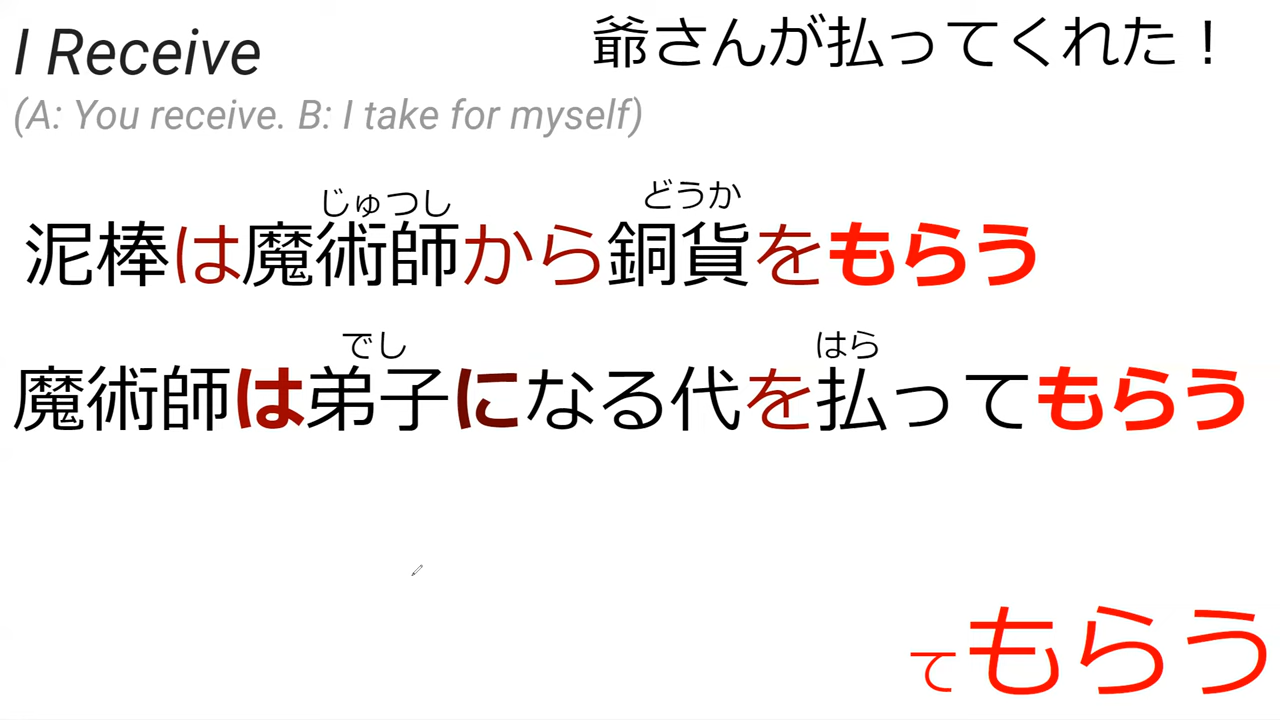 I Receive
爺さんが払ってくれた！
(A: You receive. B: I take for myself)
じゅつし どうか
泥棒は魔術師から銅貨をもらう
でし はら
魔術師は弟子になる代を払ってもらう
てもらう